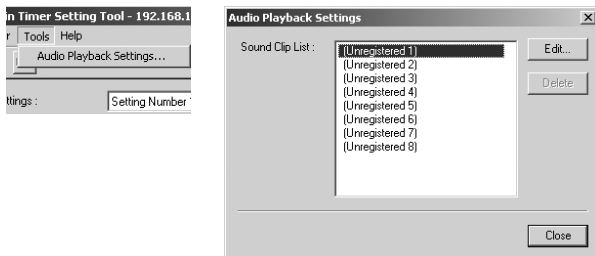 in Timer Setting Tool - 192.168.1
r Tools Help
Audio Playback Settings...
ttings : Setting Number
Audio Playback Settings
Sound Clip List : (Unregistered 1) Edit...
(Unregistered 2)
(Unregistered 3) Delete
(Unregistered 4)
(Unregistered 5)
(Unregistered 6)
(Unregistered 7)
(Unregistered 8)
Close